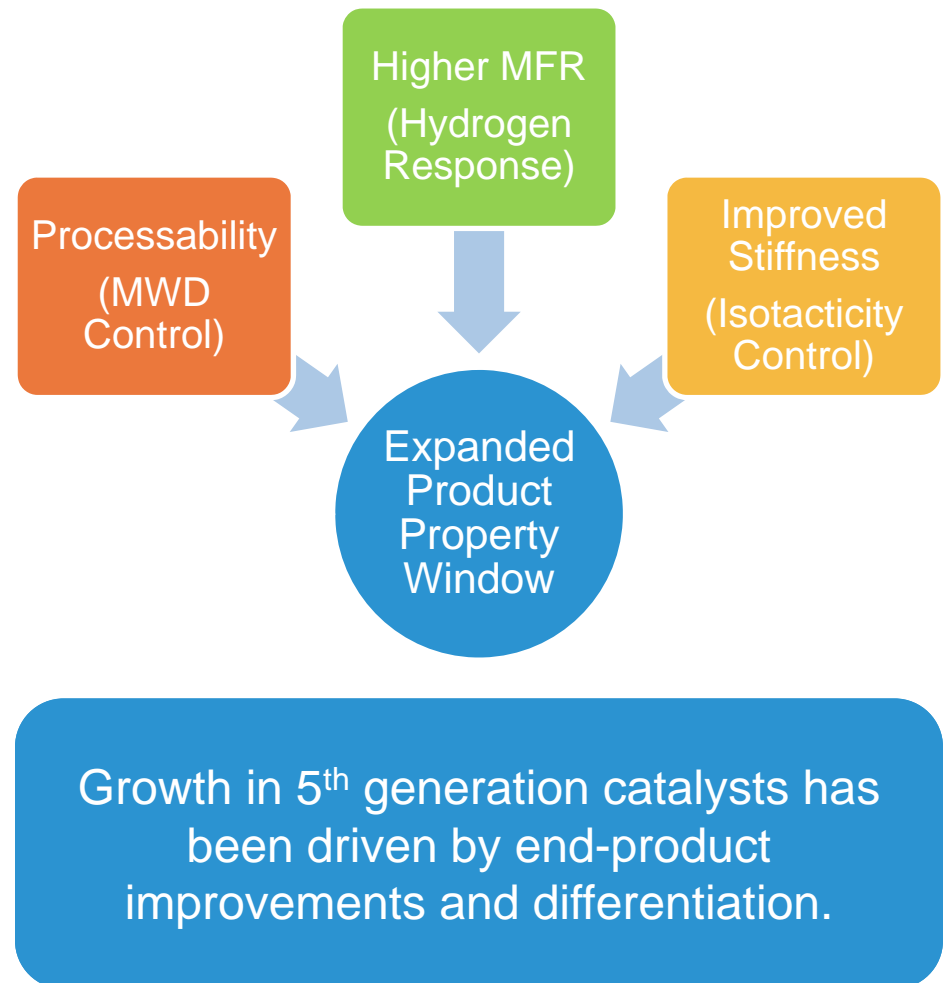 Higher MFR
(Hydrogen
Response)
Processability
(MWD
Control)
Improved
Stiffness
(Isotacticity
Control)
Expanded
Product
Property
Window
Growth in 5th generation catalysts has
been driven by end-product
improvements and differentiation.